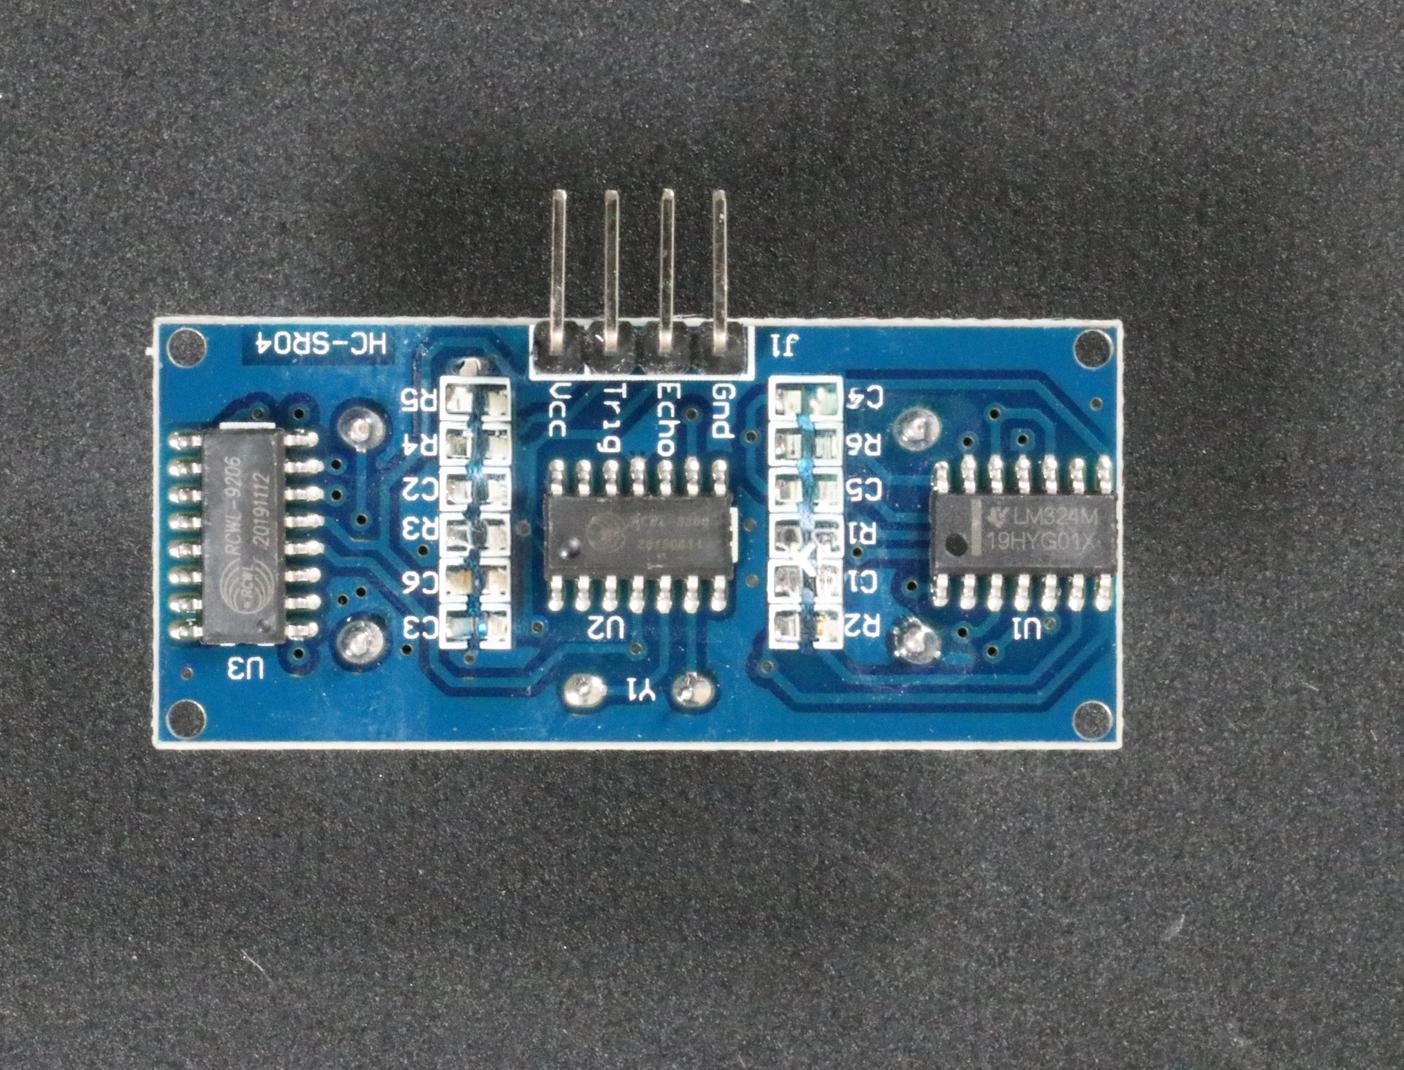 HC-SR04
J1
Vcc
Trig
Echo
Gnd
R5
R4
C2
R3
C6
C3
C4
R6
C5
R1
C1
R2
RCWL-9206
20191112
RCWL
U3
U2
Y1
LM324M
19HYG01X
U1